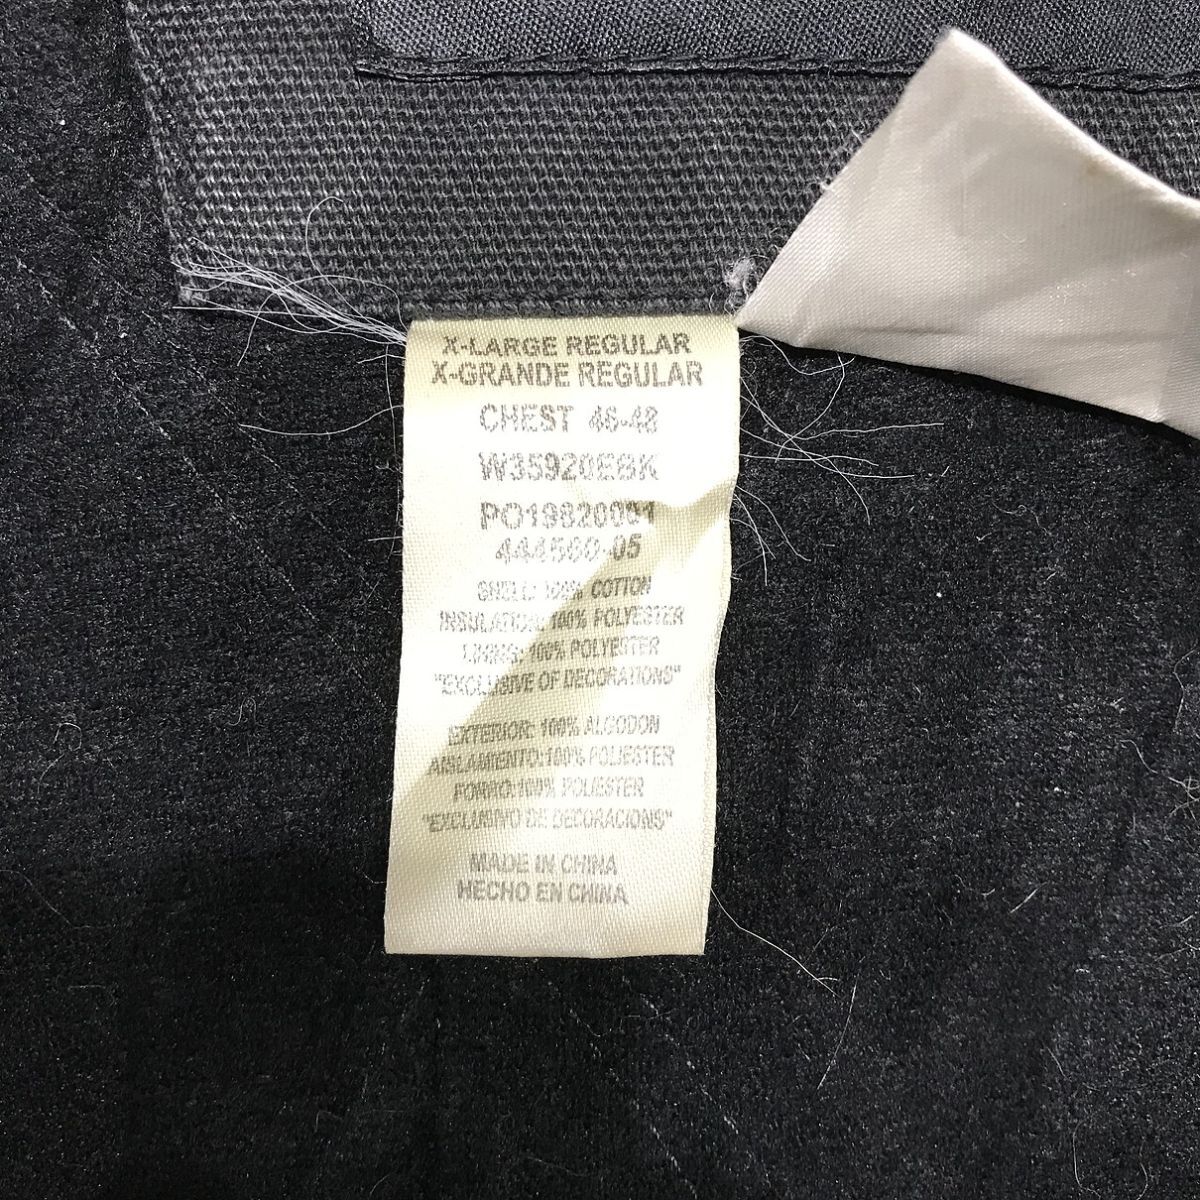 X-LARGE REGULAR
X-GRANDE REGULAR
CHEST 46-48
W35920EBK
PO19820001
444560-05
SHELL: 100% COTTON
INSULATION: 100% POLYESTER
LINING: 100% POLYESTER
"EXCLUSIVE OF DECORATIONS"
EXTERIOR: 100% ALGODON
AISLAMIENTO:100% POLIESTER
FORRO:100% POLIESTER
"EXCLUSIVO DE DECORACIONS"
MADE IN CHINA
HECHO EN CHINA